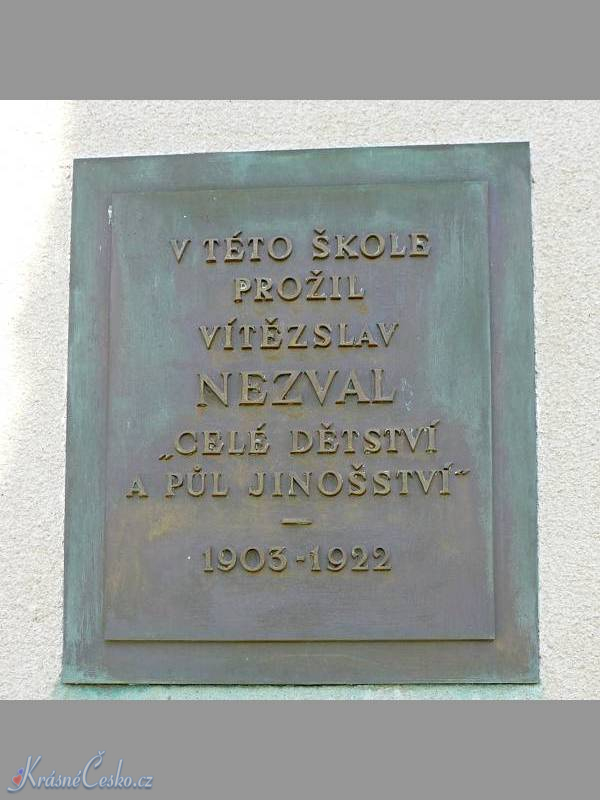 V TÉTO ŠKOLE
PROŽIL
VÍTĚZSLAV
NEZVAL
„CELÉ DĚTSTVÍ
A PŮL JINOŠSTVÍ“
—
1903-1922
KrásnéČesko.cz